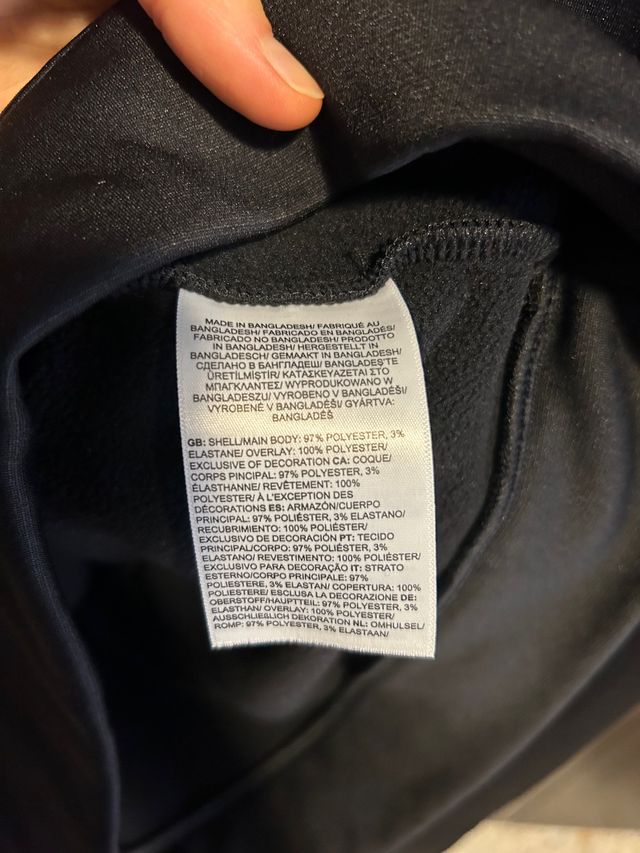 MADE IN BANGLADESH/ FABRIQUÉ AU
BANGLADESH/ FABRICADO EN BANGLADÉS/
FABRICADO NO BANGLADESH/ PRODOTTO
IN BANGLADESH/ HERGESTELLT IN
BANGLADESCH/ GEMAAKT IN BANGLADESH/
СДЕЛАНО В БАНГЛАДЕШ/ BANGLADEŞ'TE
ÜRETİLMİŞTİR/ ΚΑΤΑΣΚΕΥΑΖΕΤΑΙ ΣΤΟ
ΜΠΑΓΚΛΑΝΤΕΣ/ WYPRODUKOWANO W
BANGLADESZU/ VYROBENO V BANGLADÉŠI/
VYROBENÉ V BANGLADÉŠI/ GYÁRTVA:
BANGLADÉŠ
GB: SHELL/MAIN BODY: 97% POLYESTER, 3%
ELASTANE/ OVERLAY: 100% POLYESTER/
EXCLUSIVE OF DECORATION CA: COQUE/
CORPS PINCIPAL: 97% POLYESTER, 3%
ÉLASTHANNE/ REVÊTEMENT: 100%
POLYESTER/ À L'EXCEPTION DES
DÉCORATIONS ES: ARMAZÓN/CUERPO
PRINCIPAL: 97% POLIÉSTER, 3% ELASTANO/
RECUBRIMIENTO: 100% POLIÉSTER/
EXCLUSIVO DE DECORACIÓN PT: TECIDO
PRINCIPAL/CORPO: 97% POLIÉSTER, 3%
ELASTANO/ REVESTIMENTO: 100% POLIÉSTER/
EXCLUSIVO PARA DECORAÇÃO IT: STRATO
ESTERNO/CORPO PRINCIPALE: 97%
POLIESTERE, 3% ELASTAN/ COPERTURA: 100%
POLIESTERE/ ESCLUSA LA DECORAZIONE DE:
OBERSTOFF/HAUPTTEIL: 97% POLYESTER, 3%
ELASTHAN/ OVERLAY: 100% POLYESTER/
AUSSCHLIEßLICH DEKORATION NL: OMHULSEL/
ROMP: 97% POLYESTER, 3% ELASTAAN/